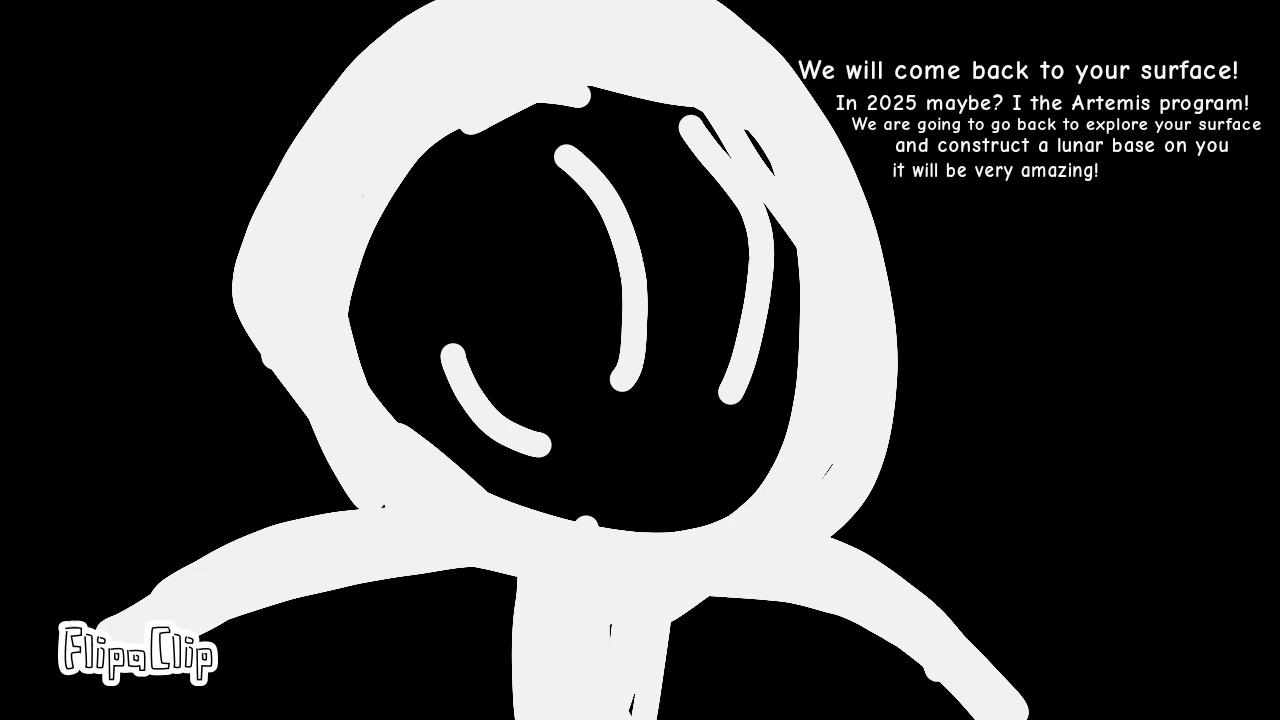 We will come back to your surface!
In 2025 maybe? I the Artemis program!
We are going to go back to explore your surface
and construct a lunar base on you
it will be very amazing!
FlipaClip